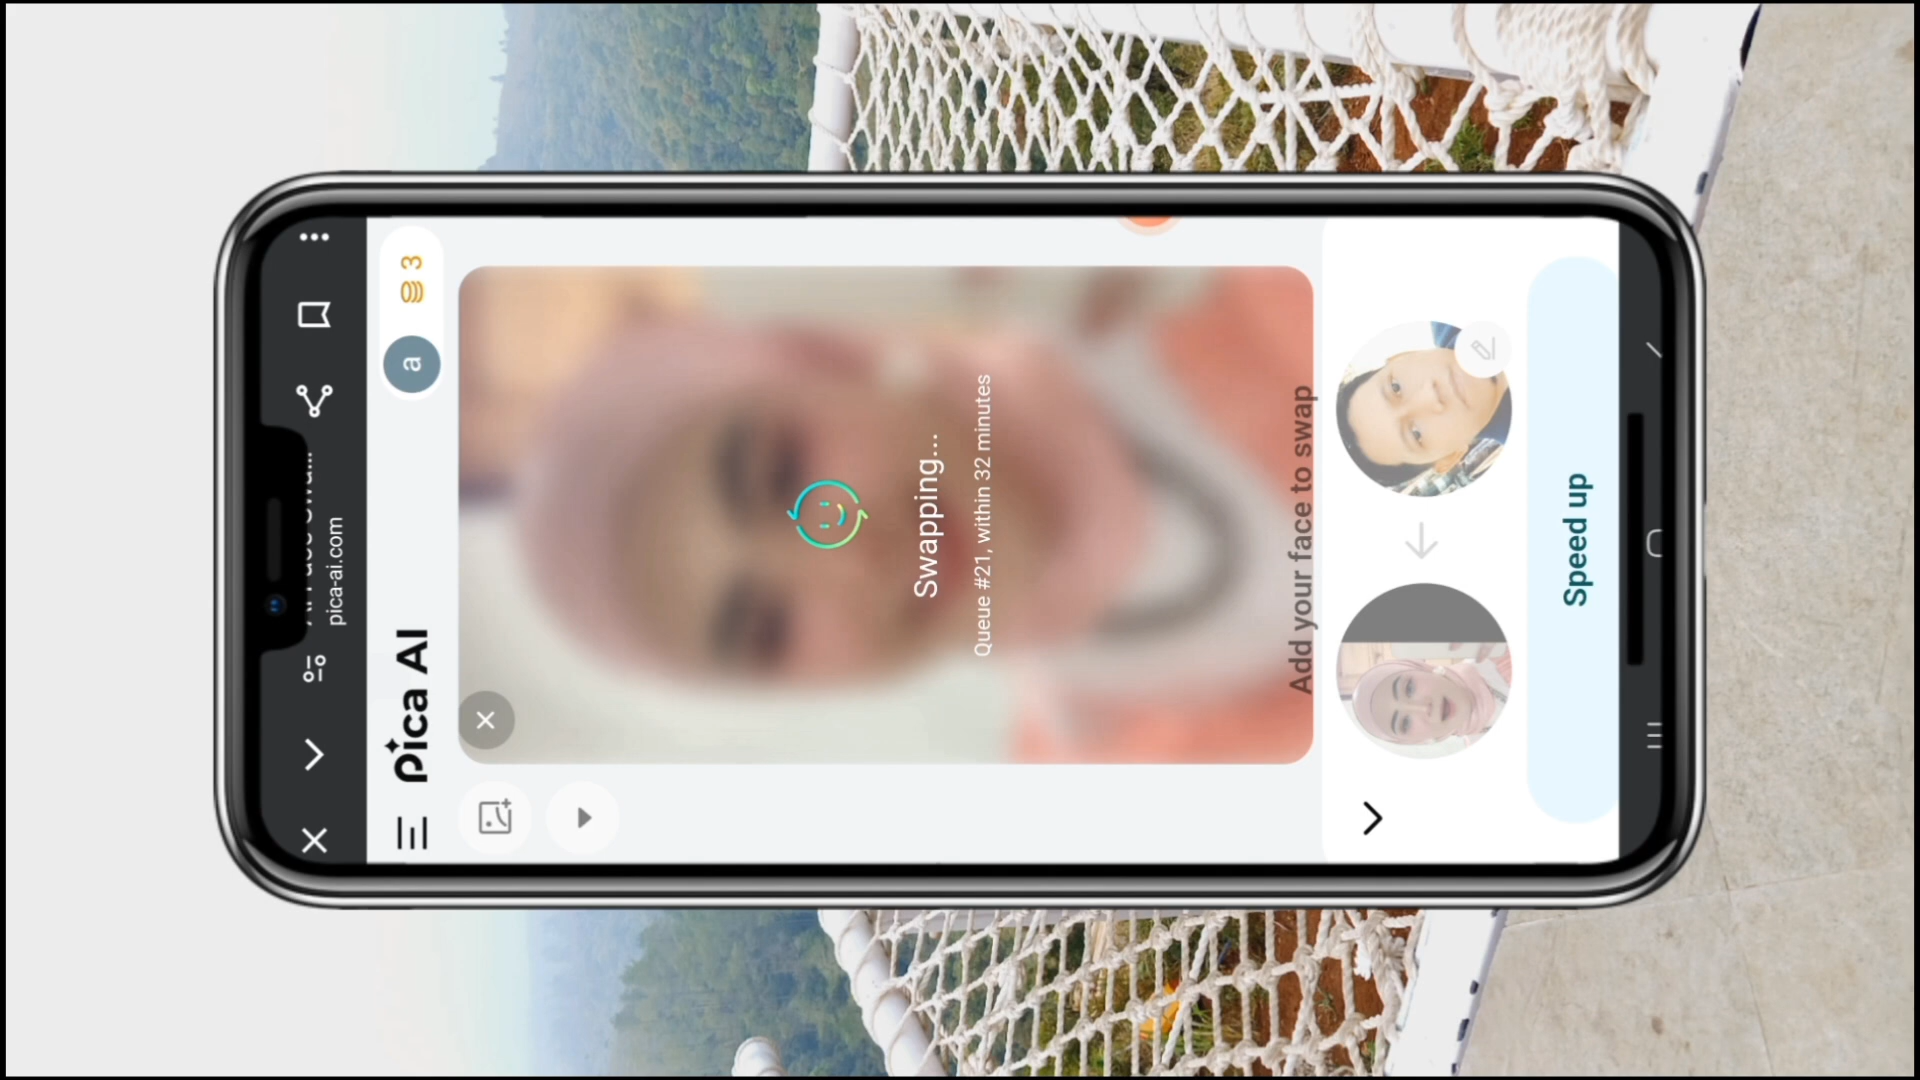 pica-ai.com
Pica AI
a
3
Swapping...
Queue #21, within 32 minutes
Add your face to swap
Speed up